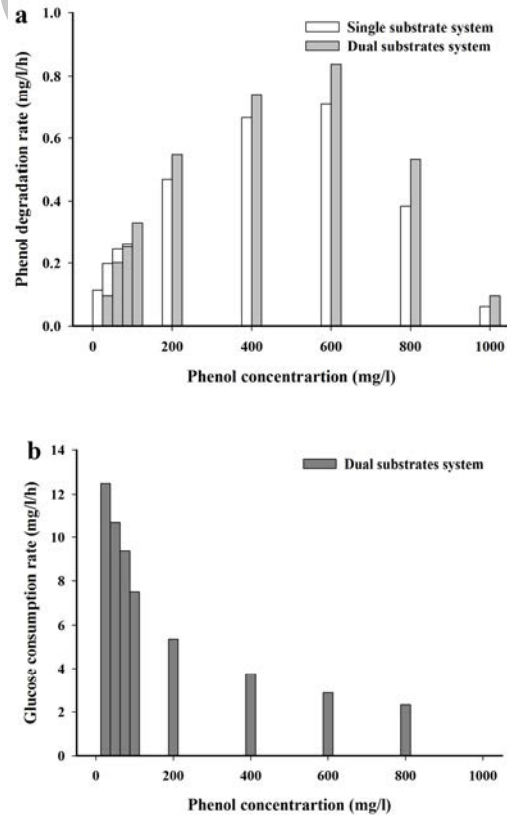 a
Single substrate system
Dual substrates system
Phenol degradation rate (mg/l/h)
1.0
0.8
0.6
0.4
0.2
0.0
0 200 400 600 800 1000
Phenol concentrartion (mg/l)
b
Dual substrates system
Glucose consumption rate (mg/l/h)
14
12
10
8
6
4
2
0
0 200 400 600 800 1000
Phenol concentrartion (mg/l)